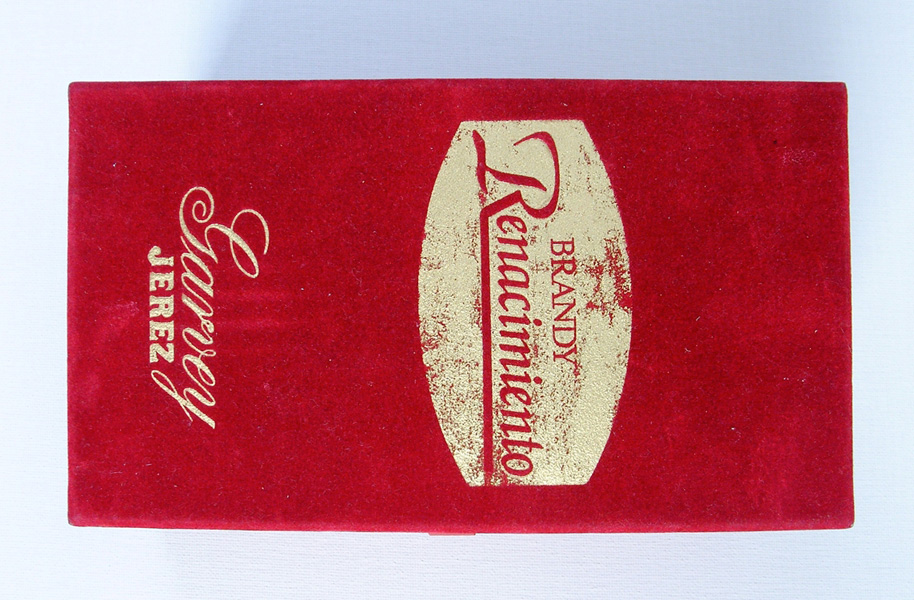 BRANDY
Renacimiento
Garvey
JEREZ